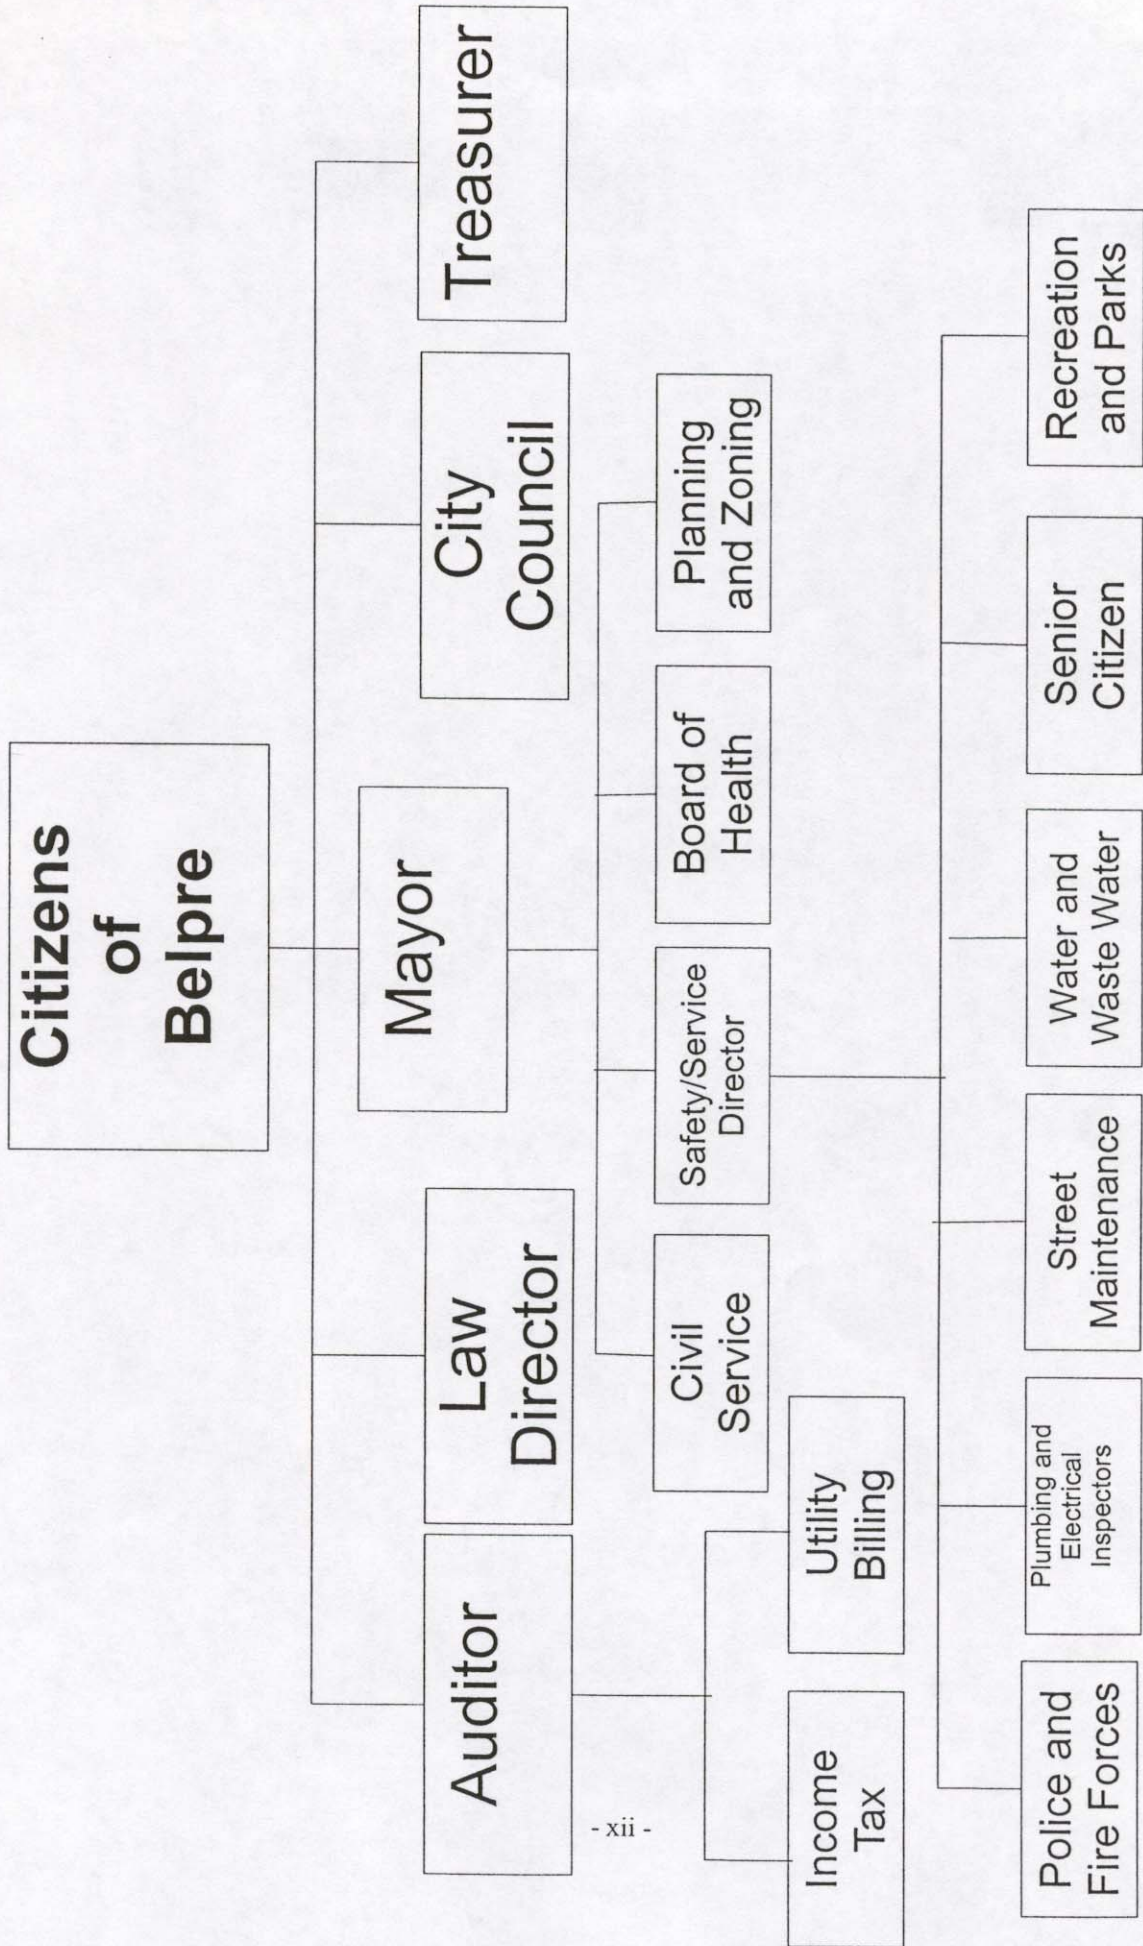 Citizens
of
Belpre
Auditor
Law
Director
Mayor
City
Council
Treasurer
Civil
Service
Safety/Service
Director
Board of
Health
Planning
and Zoning
Income
Tax
Utility
Billing
Police and
Fire Forces
Plumbing and
Electrical
Inspectors
Street
Maintenance
Water and
Waste Water
Senior
Citizen
Recreation
and Parks
- xii -